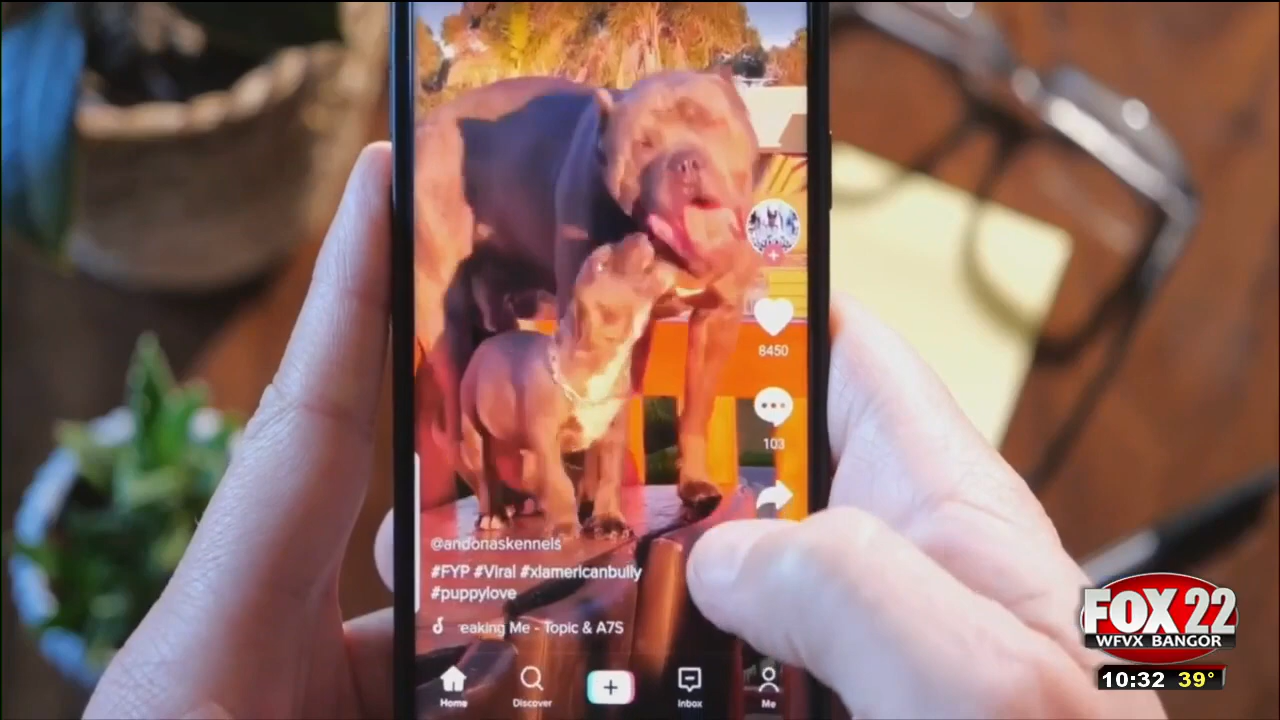 8450
103
@andonaskennels
#FYP #Viral #xlamericanbully
#puppylove
eaking Me - Topic & A7S
Home
Discover
Inbox
Me
FOX 22
WFVX BANGOR
10:32 39°